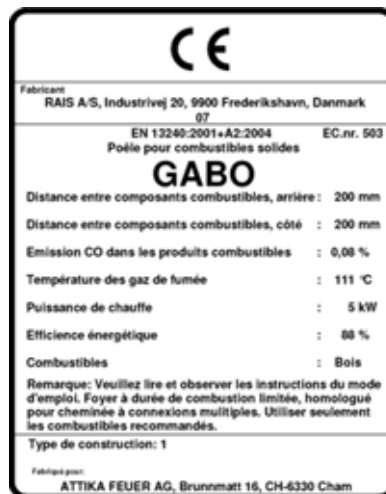 CE
Fabricant
RAIS A/S, Industrivej 20, 9900 Frederikshavn, Danmark
07
EN 13240:2001+A2:2004 EC.nr. 503
Poêle pour combustibles solides
GABO
Distance entre composants combustibles, arrière : 200 mm
Distance entre composants combustibles, côté : 200 mm
Emission CO dans les produits combustibles : 0,08 %
Température des gaz de fumée : 111 °C
Puissance de chauffe : 5 kW
Efficience énergétique : 88 %
Combustibles : Bois
Remarque: Veuillez lire et observer les instructions du mode
d'emploi. Foyer à durée de combustion limitée, homologué
pour cheminée à connexions mulitiples. Utiliser seulement
les combustibles recommandés.
Type de construction: 1
Fabriqué pour:
ATTIKA FEUER AG, Brunnmatt 16, CH-6330 Cham